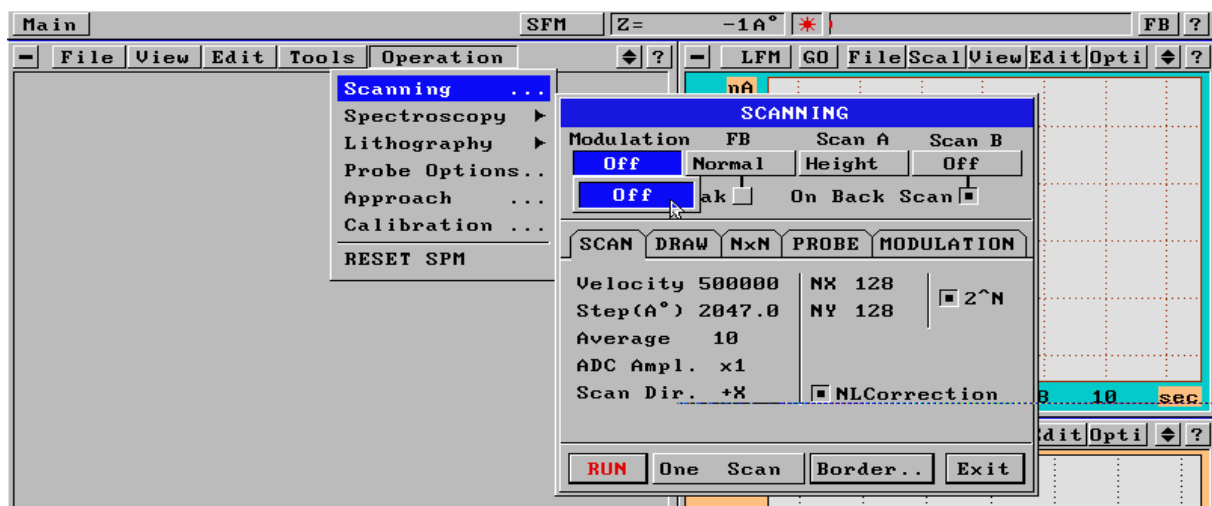 Main SFM Z= -1A° FB ?
File View Edit Tools Operation ?
LFM GO File Scal View Edit Opti ?
Scanning ...
Spectroscopy
Lithography
Probe Options..
Approach ...
Calibration ...
RESET SPM
nA
SCANNING
Modulation FB Scan A Scan B
Off Normal Height Off
Off ak On Back Scan
SCAN DRAW N×N PROBE MODULATION
Velocity 500000 NX 128
2^N
Step(A°) 2047.0 NY 128
Average 10
ADC Ampl. x1
Scan Dir. +X NLCorrection
8 10 sec
dit Opti ?
RUN One Scan Border.. Exit